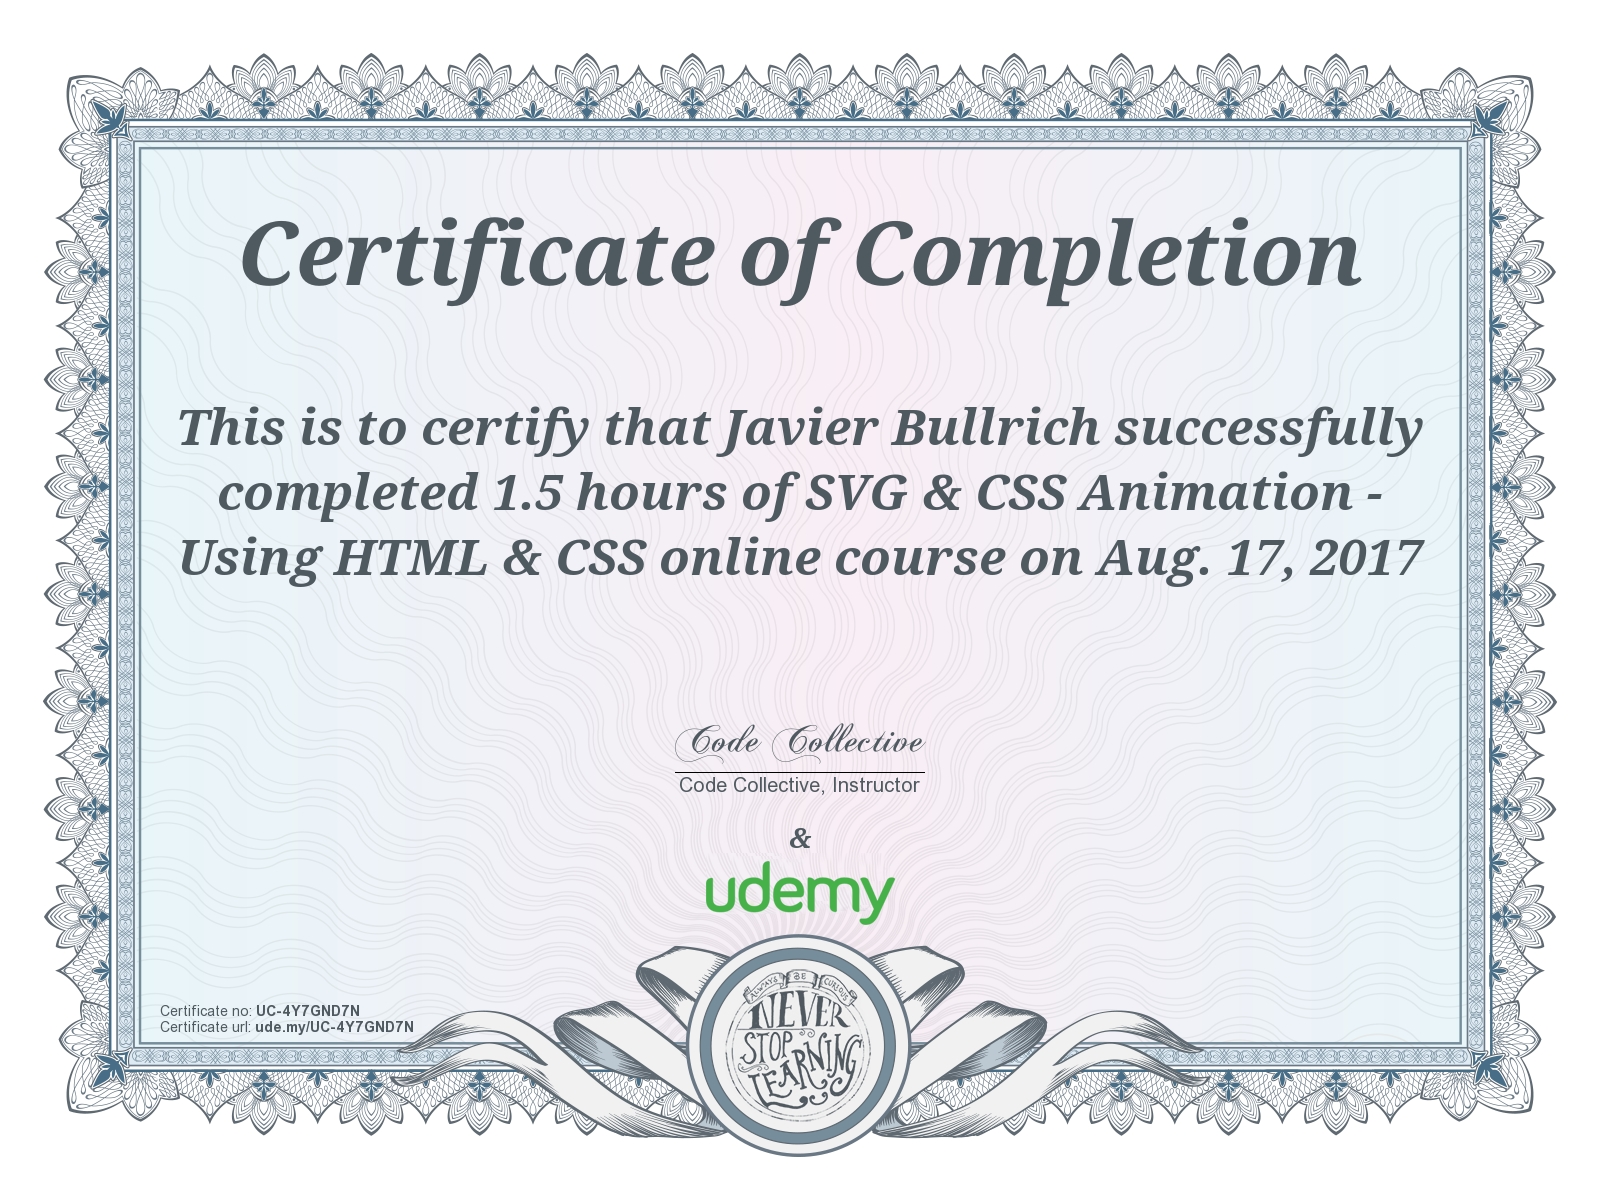 Certificate of Completion
This is to certify that Javier Bullrich successfully
completed 1.5 hours of SVG & CSS Animation -
Using HTML & CSS online course on Aug. 17, 2017
Code Collective
Code Collective, Instructor
&
udemy
ALWAYS BE CURIOUS
NEVER
STOP
LEARNING
Certificate no: UC-4Y7GND7N
Certificate url: ude.my/UC-4Y7GND7N